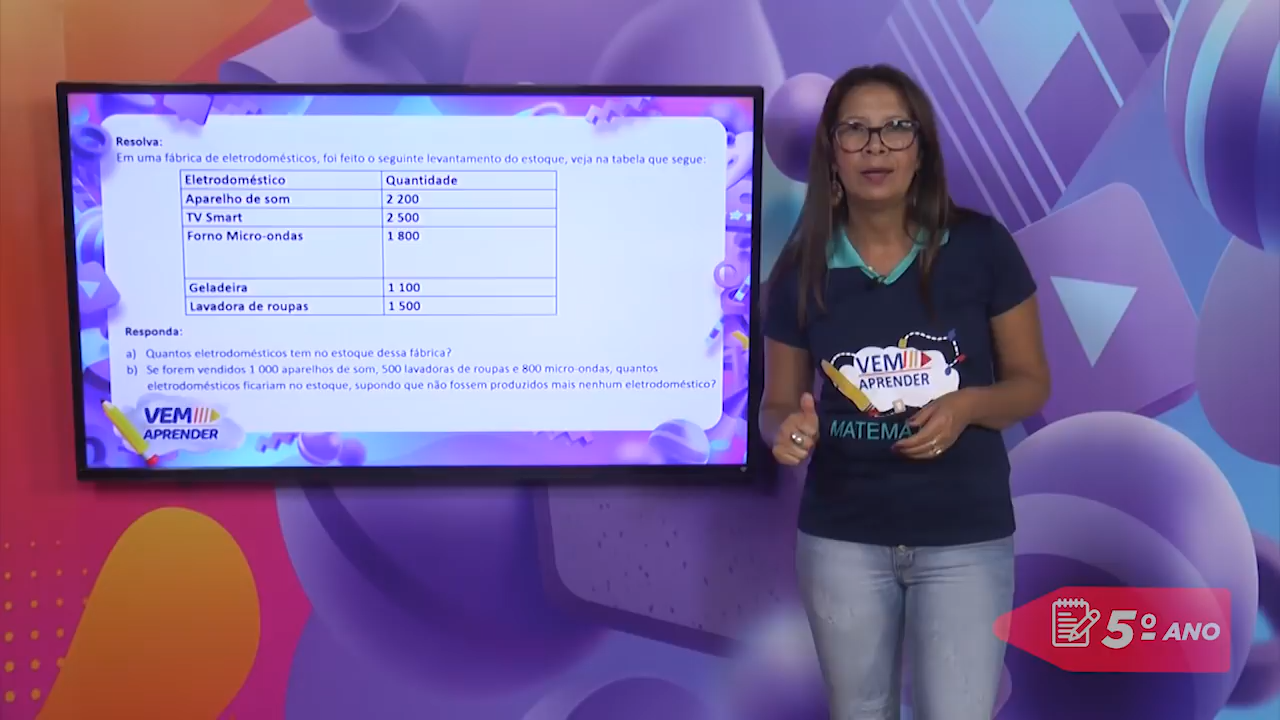 Resolva:
Em uma fábrica de eletrodomésticos, foi feito o seguinte levantamento do estoque, veja na tabela que segue:
Eletrodoméstico Quantidade
Aparelho de som 2 200
TV Smart 2 500
Forno Micro-ondas 1 800
Geladeira 1 100
Lavadora de roupas 1 500
Responda:
a) Quantos eletrodomésticos tem no estoque dessa fábrica?
b) Se forem vendidos 1 000 aparelhos de som, 500 lavadoras de roupas e 800 micro-ondas, quantos
eletrodomésticos ficariam no estoque, supondo que não fossem produzidos mais nenhum eletrodoméstico?
VEM
APRENDER
VEM
APRENDER
MATEMA
5º ANO